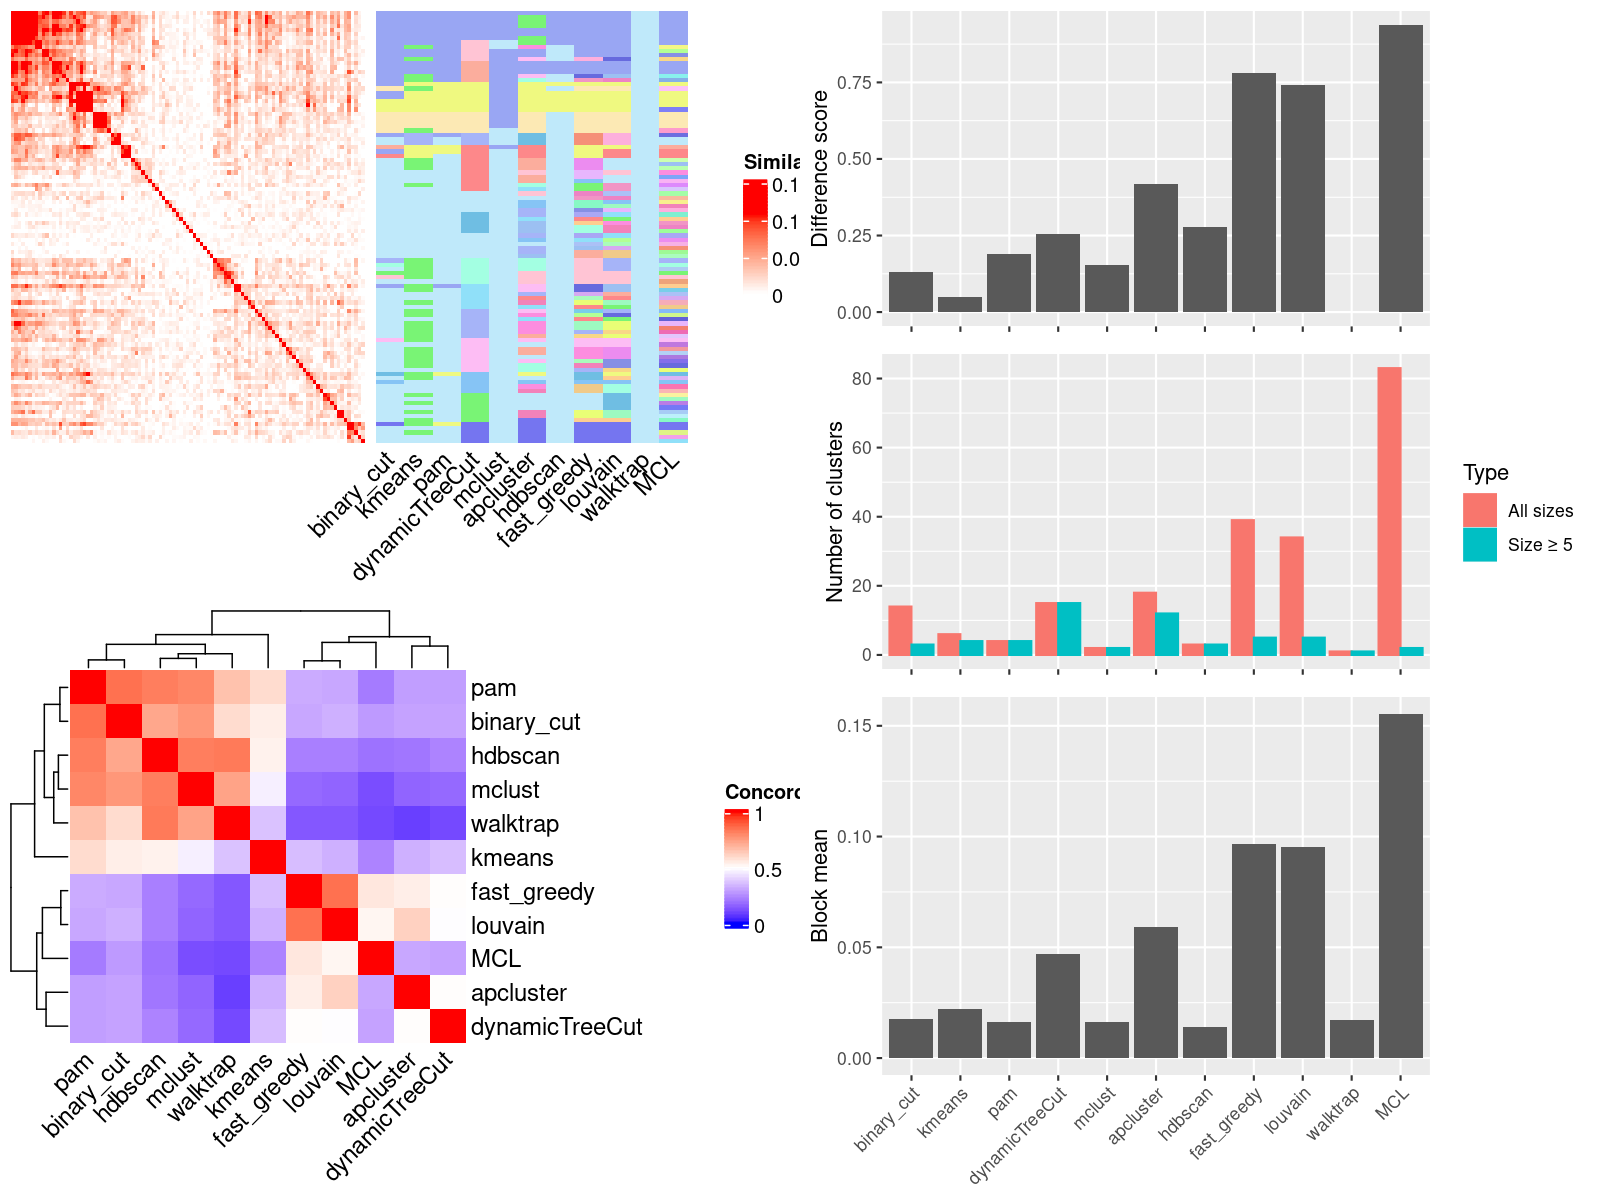 Simila
0.1
0.1
0.0
0
binary_cut
kmeans
pam
dynamicTreeCut
mclust
apcluster
hdbscan
fast_greedy
louvain
walktrap
MCL
pam
binary_cut
hdbscan
mclust
walktrap
kmeans
fast_greedy
louvain
MCL
apcluster
dynamicTreeCut
pam
binary_cut
hdbscan
mclust
walktrap
kmeans
fast_greedy
louvain
MCL
apcluster
dynamicTreeCut
Concord
1
0.5
0
Difference score
0.75
0.50
0.25
0.00
Number of clusters
80
60
40
20
0
Type
All sizes
Size ≥ 5
Block mean
0.15
0.10
0.05
0.00
binary_cut
kmeans
pam
dynamicTreeCut
mclust
apcluster
hdbscan
fast_greedy
louvain
walktrap
MCL